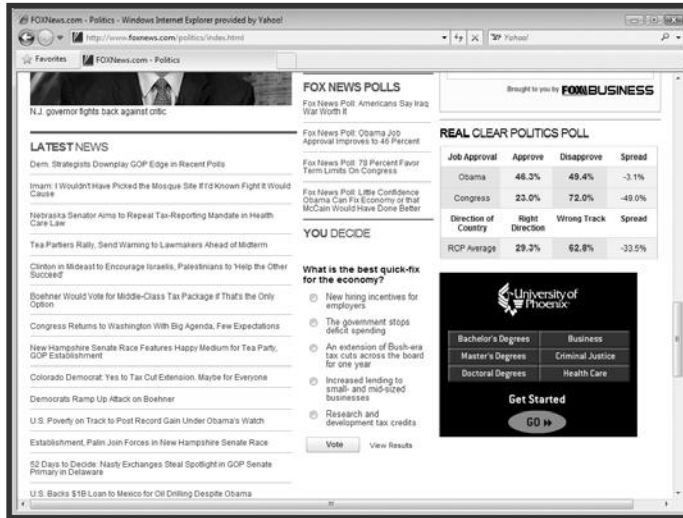 FOXNews.com - Politics - Windows Internet Explorer provided by Yahoo!
http://www.foxnews.com/politics/index.html
Yahoo!
Favorites
FOXNews.com - Politics
N.J. governor fights back against critic
LATEST NEWS
Dem. Strategists Downplay GOP Edge in Recent Polls
Imam: I Wouldn't Have Picked the Mosque Site If I'd Known Fight It Would
Cause
Nebraska Senator Aims to Repeal Tax-Reporting Mandate in Health
Care Law
Tea Partiers Rally, Send Warning to Lawmakers Ahead of Midterm
Clinton in Mideast to Encourage Israelis, Palestinians to 'Help the Other
Succeed'
Boehner Would Vote for Middle-Class Tax Package if That's the Only
Option
Congress Returns to Washington With Big Agenda, Few Expectations
New Hampshire Senate Race Features Happy Medium for Tea Party,
GOP Establishment
Colorado Democrat: Yes to Tax Cut Extension. Maybe for Everyone
Democrats Ramp Up Attack on Boehner
U.S. Poverty on Track to Post Record Gain Under Obama's Watch
Establishment, Palin Join Forces in New Hampshire Senate Race
52 Days to Decide: Nasty Exchanges Steal Spotlight in GOP Senate
Primary in Delaware
U.S. Backs $1B Loan to Mexico for Oil Drilling Despite Obama
FOX NEWS POLLS
Fox News Poll: Americans Say Iraq
War Worth It
Fox News Poll: Obama Job
Approval Improves to 46 Percent
Fox News Poll: 78 Percent Favor
Term Limits On Congress
Fox News Poll: Little Confidence
Obama Can Fix Economy or that
McCain Would Have Done Better
YOU DECIDE
What is the best quick-fix
for the economy?
New hiring incentives for
employers
The government stops
deficit spending
An extension of Bush-era
tax cuts across the board
for one year
Increased lending to
small- and mid-sized
businesses
Research and
development tax credits
Vote View Results
Brought to you by FOX BUSINESS
REAL CLEAR POLITICS POLL
Job Approval Approve Disapprove Spread
Obama 46.3% 49.4% -3.1%
Congress 23.0% 72.0% -49.0%
Direction of Country Right Direction Wrong Track Spread
RCP Average 29.3% 62.8% -33.5%
University of
Phoenix
Bachelor's Degrees Business
Master's Degrees Criminal Justice
Doctoral Degrees Health Care
Get Started
GO